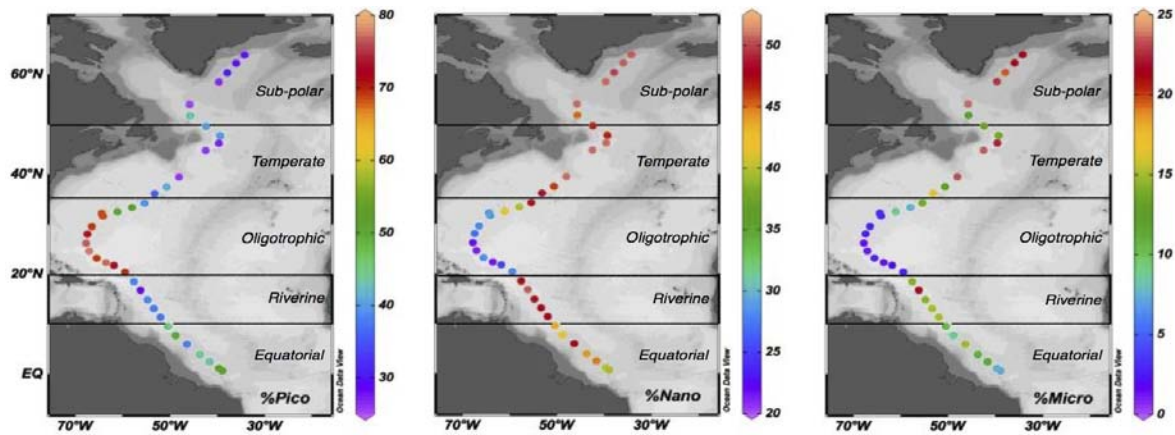 60°N
40°N
20°N
EQ
70°W
50°W
30°W
Sub-polar
Temperate
Oligotrophic
Riverine
Equatorial
%Pico
Ocean Data View
80
70
60
50
40
30
70°W
50°W
30°W
Sub-polar
Temperate
Oligotrophic
Riverine
Equatorial
%Nano
Ocean Data View
50
45
40
35
30
25
20
70°W
50°W
30°W
Sub-polar
Temperate
Oligotrophic
Riverine
Equatorial
%Micro
Ocean Data View
25
20
15
10
5
0